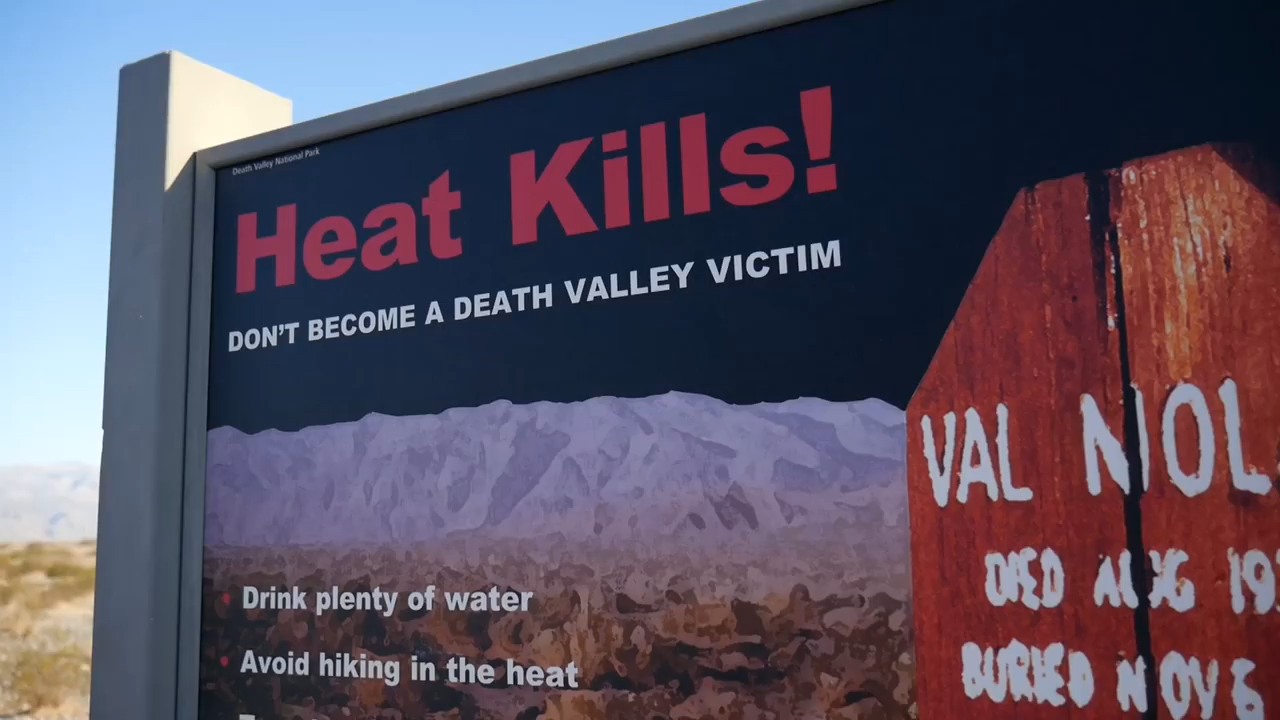 Death Valley National Park
Heat Kills!
DON'T BECOME A DEATH VALLEY VICTIM
VAL NOL
DIED AUG 19
BURIED NOV 6
• Drink plenty of water
• Avoid hiking in the heat